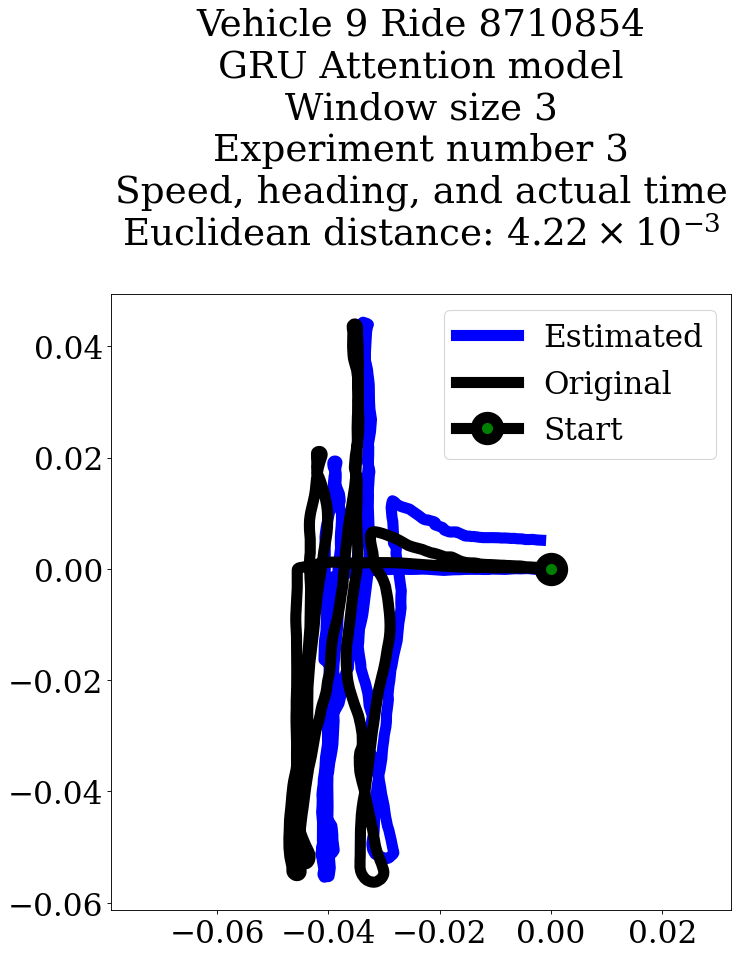 Vehicle 9 Ride 8710854
GRU Attention model
Window size 3
Experiment number 3
Speed, heading, and actual time
Euclidean distance: 4.22 × 10⁻³
Estimated
Original
Start
0.04
0.02
0.00
−0.02
−0.04
−0.06
−0.06 −0.04 −0.02 0.00 0.02